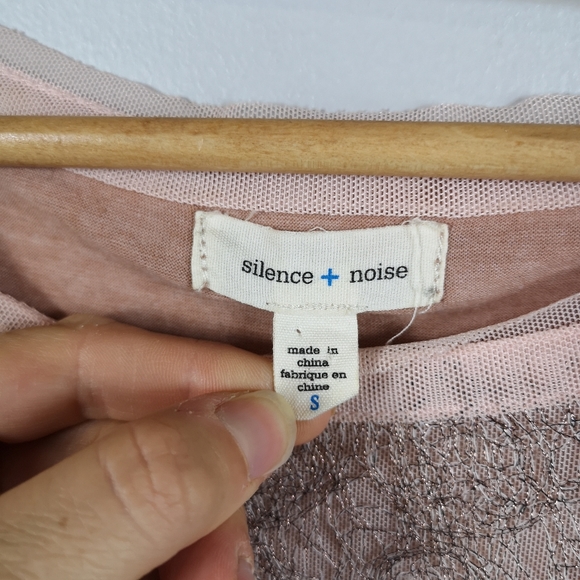 silence + noise
made in
china
fabrique en
chine
S